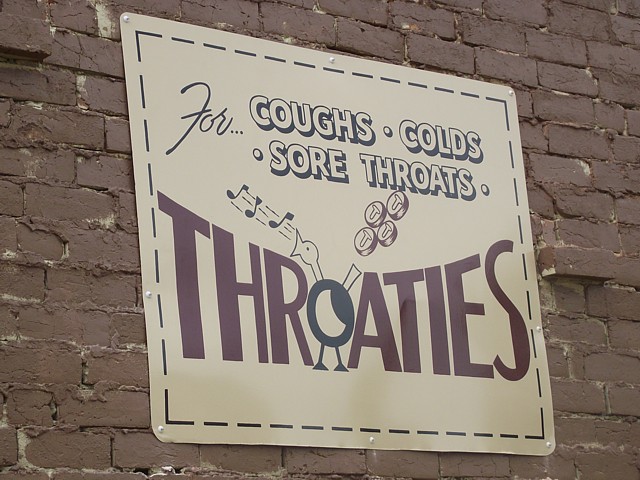 For... COUGHS • COLDS
• SORE THROATS •
T T
T T
THROATIES